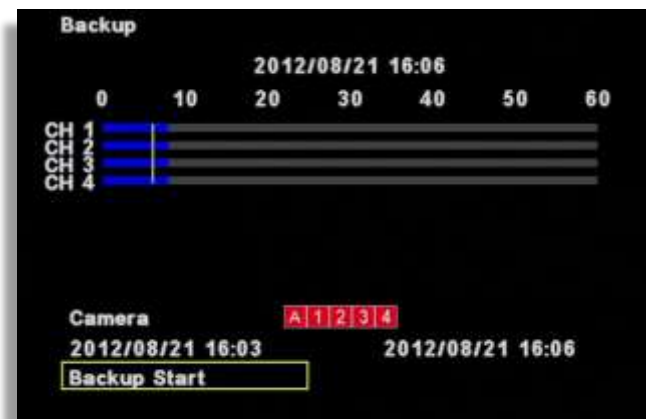 Backup
2012/08/21 16:06
0 10 20 30 40 50 60
CH 1
CH 2
CH 3
CH 4
Camera A 1 2 3 4
2012/08/21 16:03 2012/08/21 16:06
Backup Start